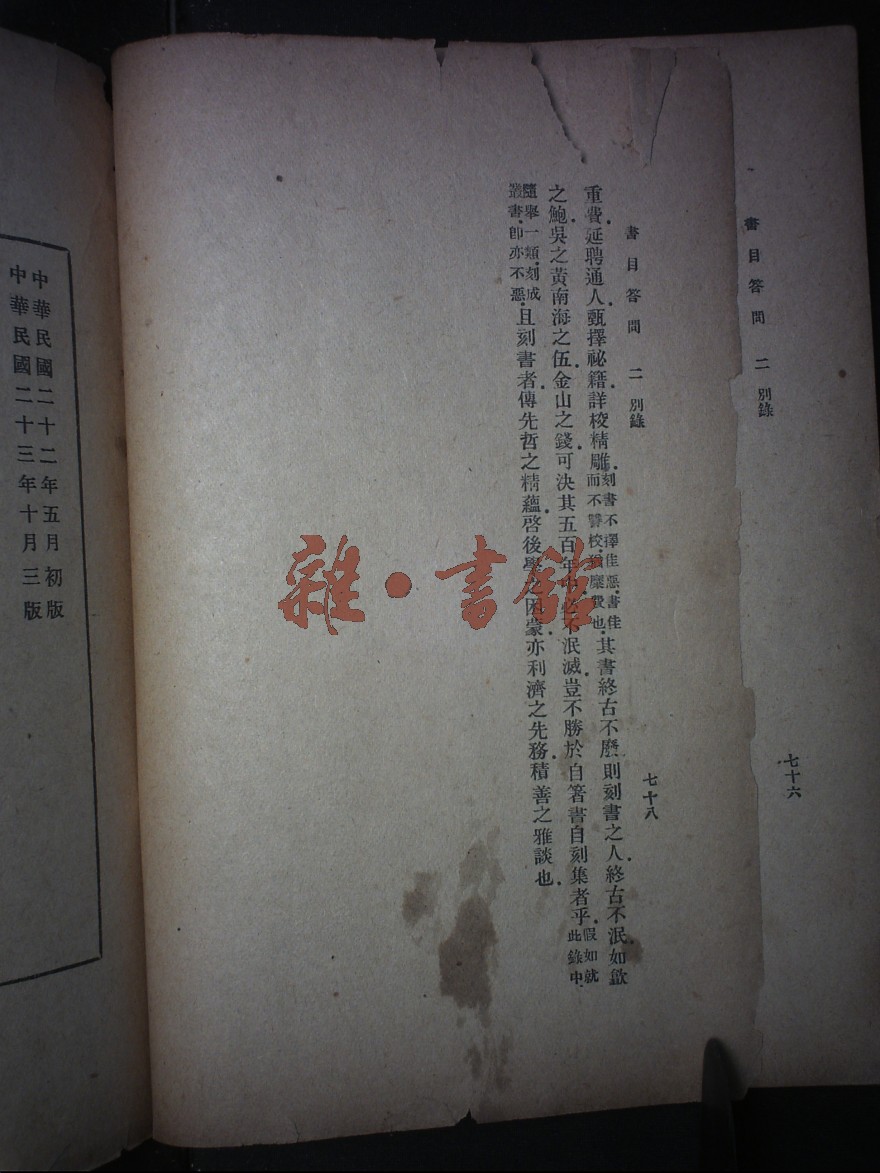 書目答問 二 別錄
七十六
書目答問 二 別錄
七十八
重費延聘通人甄擇祕籍詳校精雕刻書不擇佳惡書佳而不讐校猶糜費也其書終古不廢則刻書之人終古不泯如歙
之鮑吳之黃南海之伍金山之錢可決其五百年中必不泯滅豈不勝於自箸書自刻集者乎假如就此錄中
隨舉一類刻成叢書卽亦不惡且刻書者傳先哲之精蘊啓後學之困蒙亦利濟之先務積善之雅談也
中華民國二十二年五月初版
中華民國二十三年十月三版
雜·書館